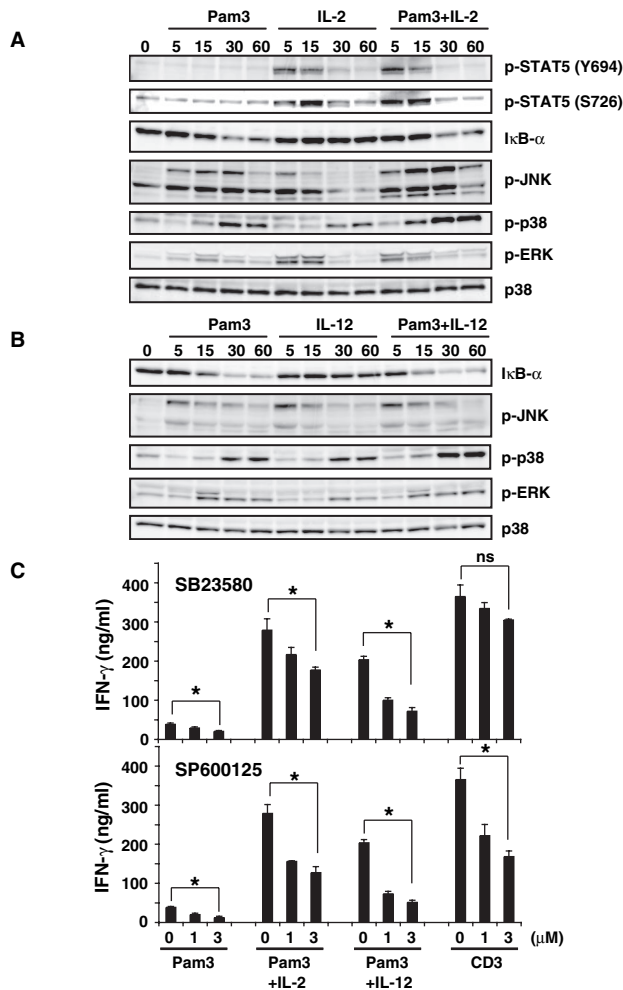 A
Pam3 IL-2 Pam3+IL-2
0 5 15 30 60 5 15 30 60 5 15 30 60
p-STAT5 (Y694)
p-STAT5 (S726)
IκB-α
p-JNK
p-p38
p-ERK
p38
B
Pam3 IL-12 Pam3+IL-12
0 5 15 30 60 5 15 30 60 5 15 30 60
IκB-α
p-JNK
p-p38
p-ERK
p38
C
SB23580
IFN-γ (ng/ml)
400
300
200
100
0
* * * ns
SP600125
IFN-γ (ng/ml)
400
300
200
100
0
* * * *
0 1 3 0 1 3 0 1 3 0 1 3 (μM)
Pam3 Pam3 Pam3 CD3
+IL-2 +IL-12